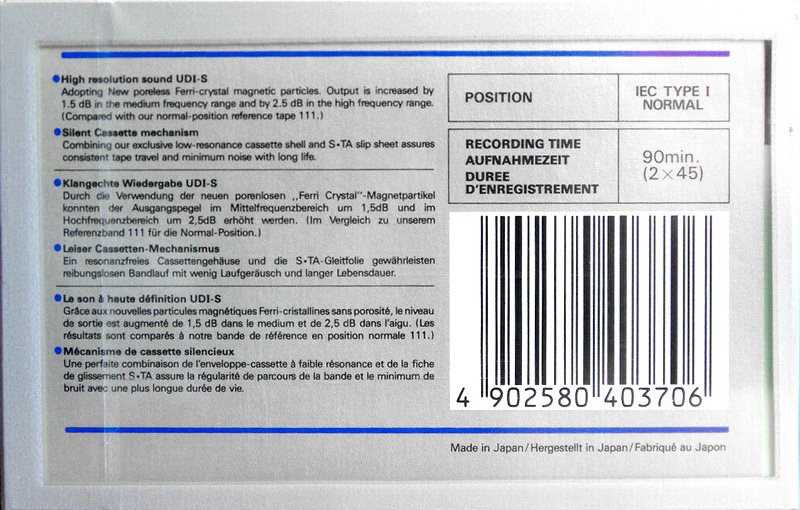 ●High resolution sound UDI-S
Adopting New poreless Ferri-crystal magnetic particles. Output is increased by
1.5 dB in the medium frequency range and by 2.5 dB in the high frequency range.
(Compared with our normal-position reference tape 111.)
●Silent Cassette mechanism
Combining our exclusive low-resonance cassette shell and S•TA slip sheet assures
consistent tape travel and minimum noise with long life.
●Klangechte Wiedergabe UDI-S
Durch die Verwendung der neuen porenlosen ,,Ferri Crystal"-Magnetpartikel
konnten der Ausgangspegel im Mittelfrequenzbereich um 1,5dB und im
Hochfrequenzbereich um 2,5dB erhöht werden. (Im Vergleich zu unserem
Referenzband 111 für die Normal-Position.)
●Leiser Cassetten-Mechanismus
Ein resonanzfreies Cassettengehäuse und die S•TA-Gleitfolie gewährleisten
reibungslosen Bandlauf mit wenig Laufgeräusch und langer Lebensdauer.
●Le son à haute définition UDI-S
Grâce aux nouvelles particules magnétiques Ferri-cristallines sans porosité, le niveau
de sortie est augmenté de 1,5 dB dans le medium et de 2,5 dB dans l'aigu. (Les
résultats sont comparés à notre bande de référence en position normale 111.)
●Mécanisme de cassette silencieux
Une perfaite combinaison de l'enveloppe-cassette à faible résonance et de la fiche
de glissement S•TA assure la régularité de parcours de la bande et le minimum de
bruit avec une plus longue durée de vie.
POSITION
IEC TYPE I
NORMAL
RECORDING TIME
AUFNAHMEZEIT
DUREE
D'ENREGISTREMENT
90min.
(2×45)
4 902580 403706
Made in Japan/Hergestellt in Japan/Fabriqué au Japon